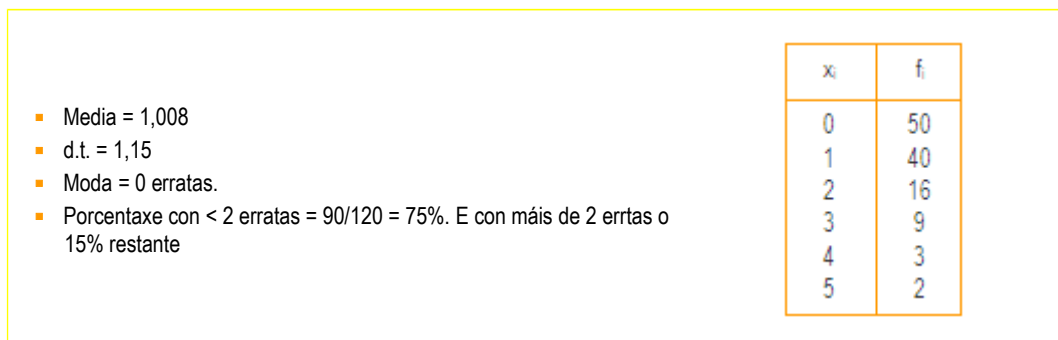 Media = 1,008
d.t. = 1,15
Moda = 0 erratas.
Porcentaxe con < 2 erratas = 90/120 = 75%. E con máis de 2 errtas o
15% restante
xi fi
0 50
1 40
2 16
3 9
4 3
5 2